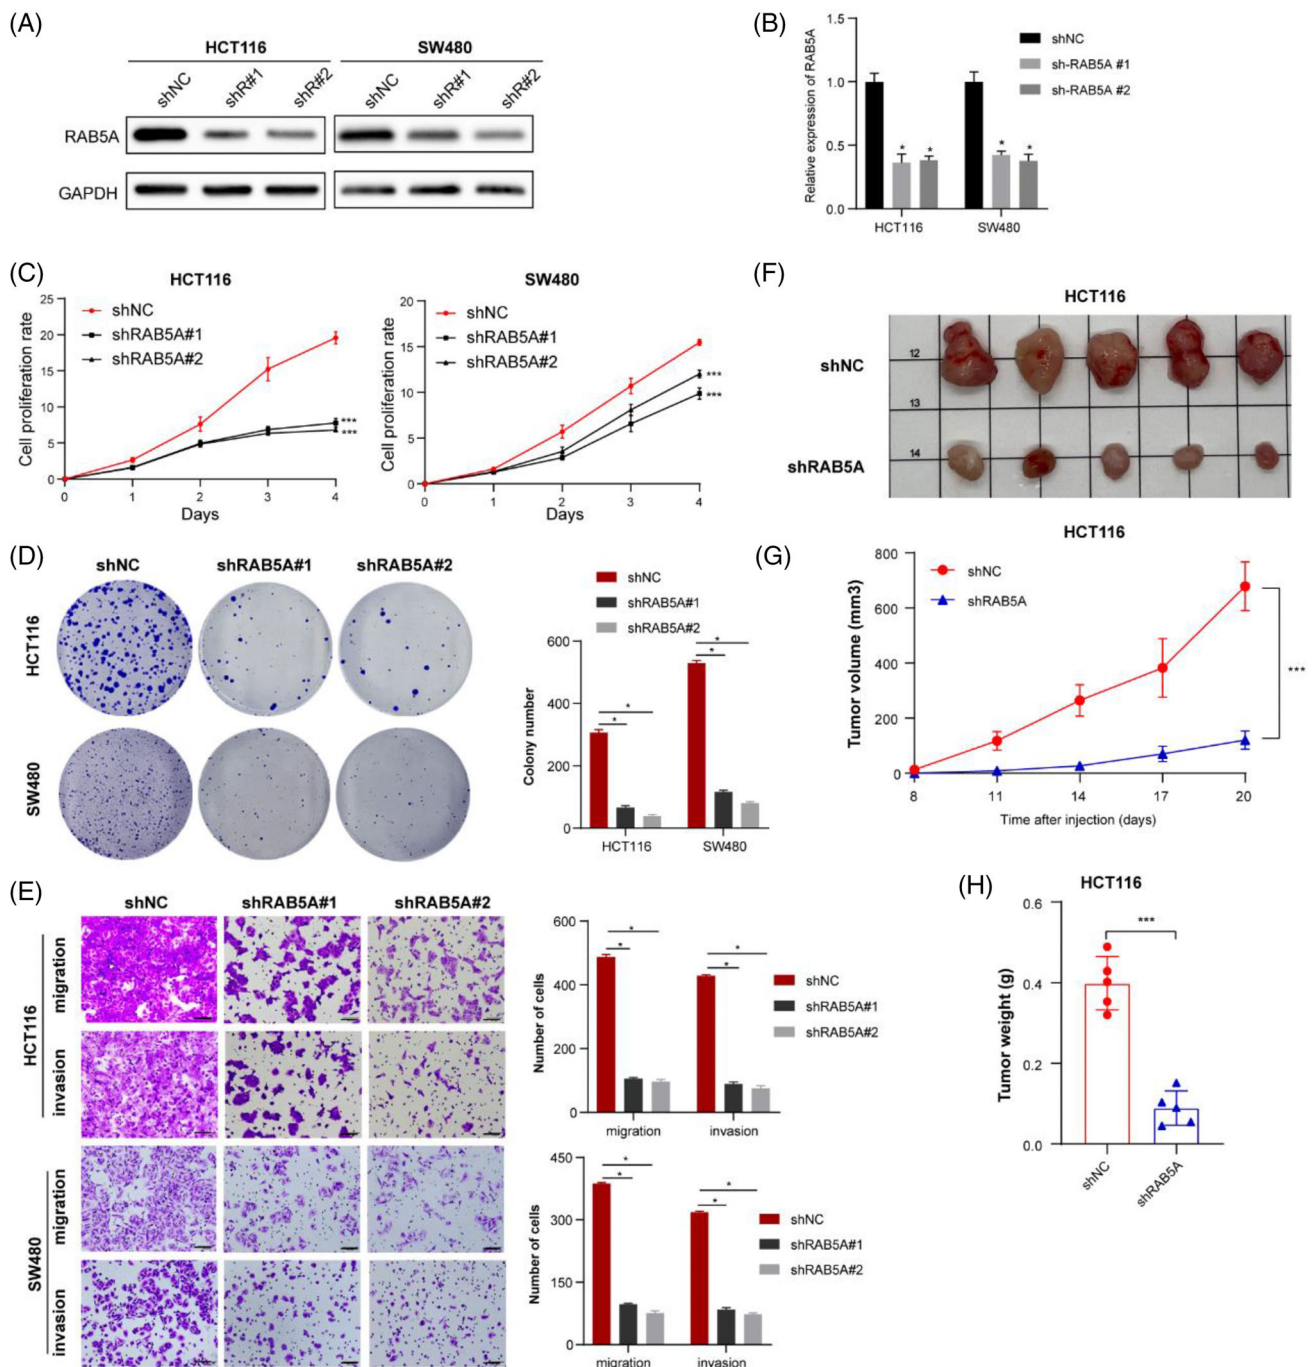 (A)
HCT116 SW480
shNC shR#1 shR#2 shNC shR#1 shR#2
RAB5A
GAPDH
(B)
Relative expression of RAB5A
1.5
1.0
0.5
0.0
HCT116 SW480
* * * *
shNC
sh-RAB5A #1
sh-RAB5A #2
(C)
HCT116
Cell proliferation rate
25
20
15
10
5
0
0 1 2 3 4
Days
shNC
shRAB5A#1
shRAB5A#2
***
***
SW480
Cell proliferation rate
20
15
10
5
0
0 1 2 3 4
Days
shNC
shRAB5A#1
shRAB5A#2
***
***
(D)
shNC shRAB5A#1 shRAB5A#2
HCT116
SW480
shNC
shRAB5A#1
shRAB5A#2
Colony number
600
400
200
0
HCT116 SW480
* * * *
(E)
shNC shRAB5A#1 shRAB5A#2
HCT116
migration
invasion
SW480
migration
invasion
Number of cells
600
400
200
0
migration invasion
* * * *
shNC
shRAB5A#1
shRAB5A#2
Number of cells
450
300
150
0
migration invasion
* * * *
shNC
shRAB5A#1
shRAB5A#2
(F)
HCT116
shNC
shRAB5A
12
13
14
(G)
HCT116
Tumor volume (mm3)
800
600
400
200
0
8 11 14 17 20
Time after injection (days)
shNC
shRAB5A
***
(H)
HCT116
Tumor weight (g)
0.6
0.4
0.2
0.0
***
shNC shRAB5A